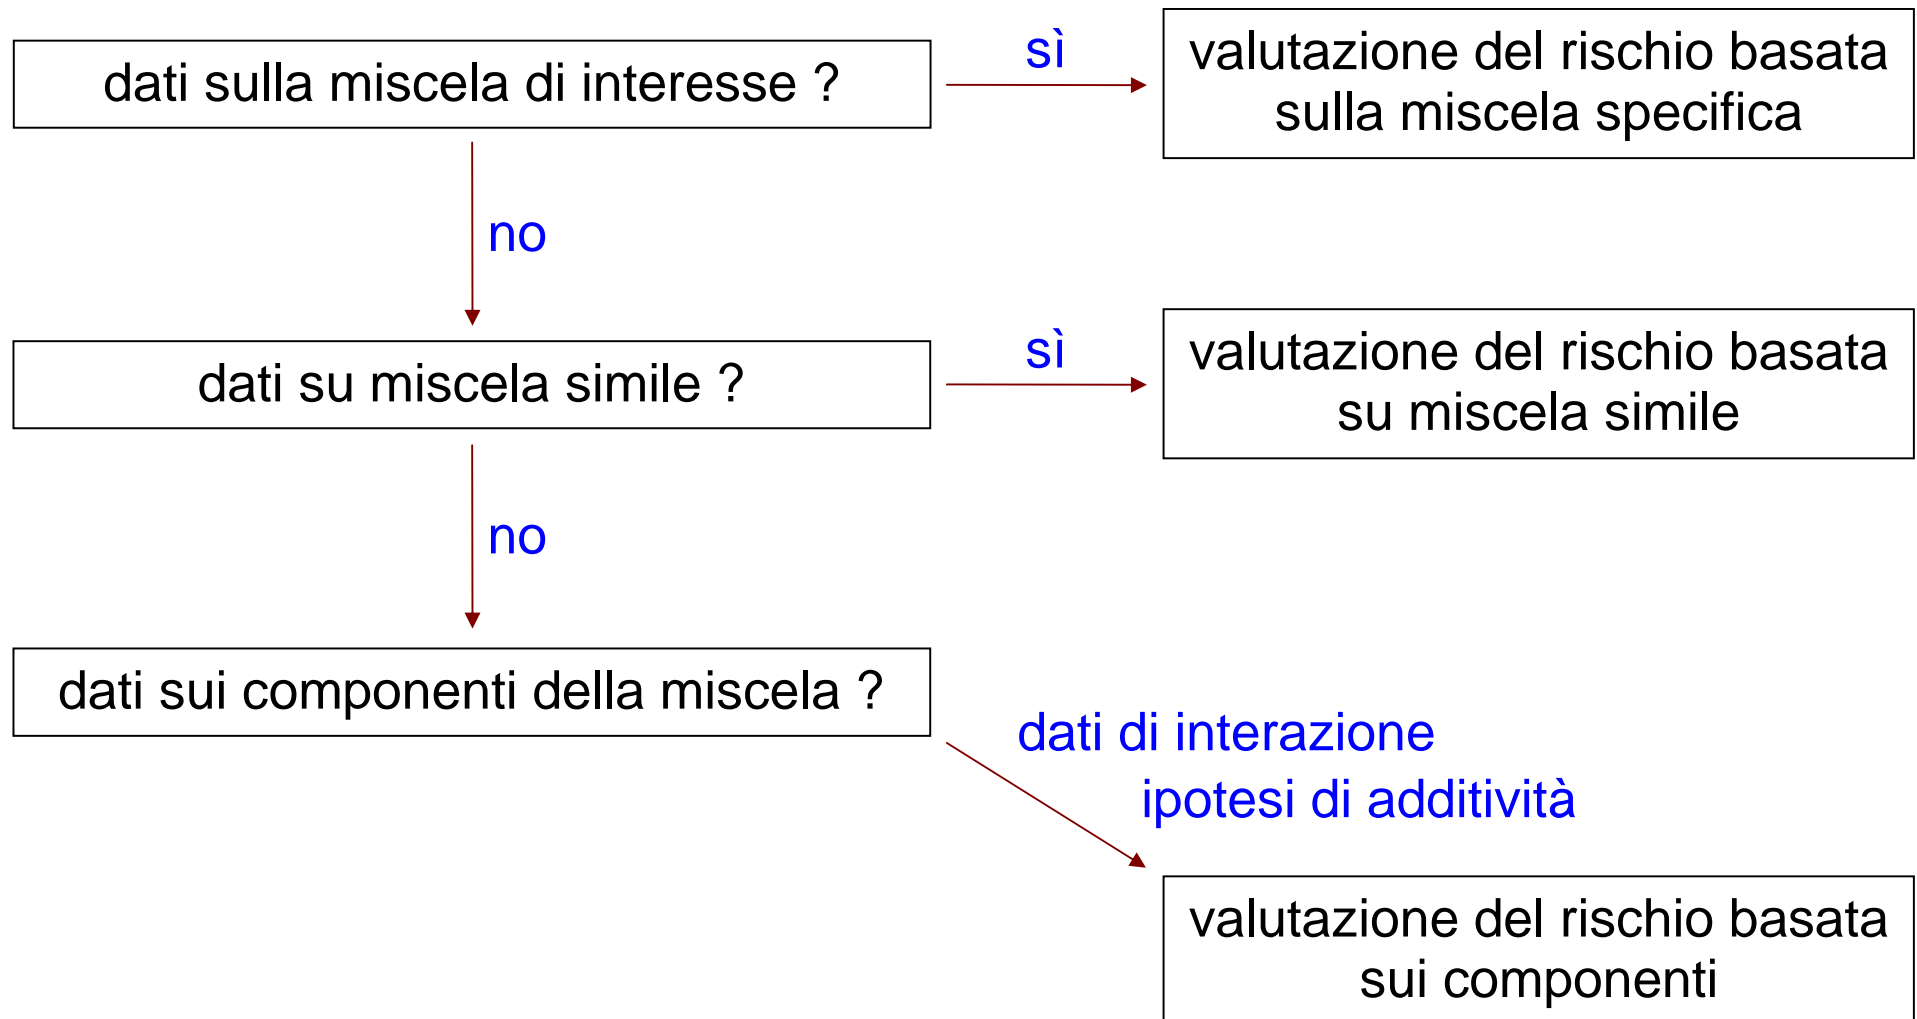 dati sulla miscela di interesse ?
sì
valutazione del rischio basata
sulla miscela specifica
no
dati su miscela simile ?
sì
valutazione del rischio basata
su miscela simile
no
dati sui componenti della miscela ?
dati di interazione
ipotesi di additività
valutazione del rischio basata
sui componenti